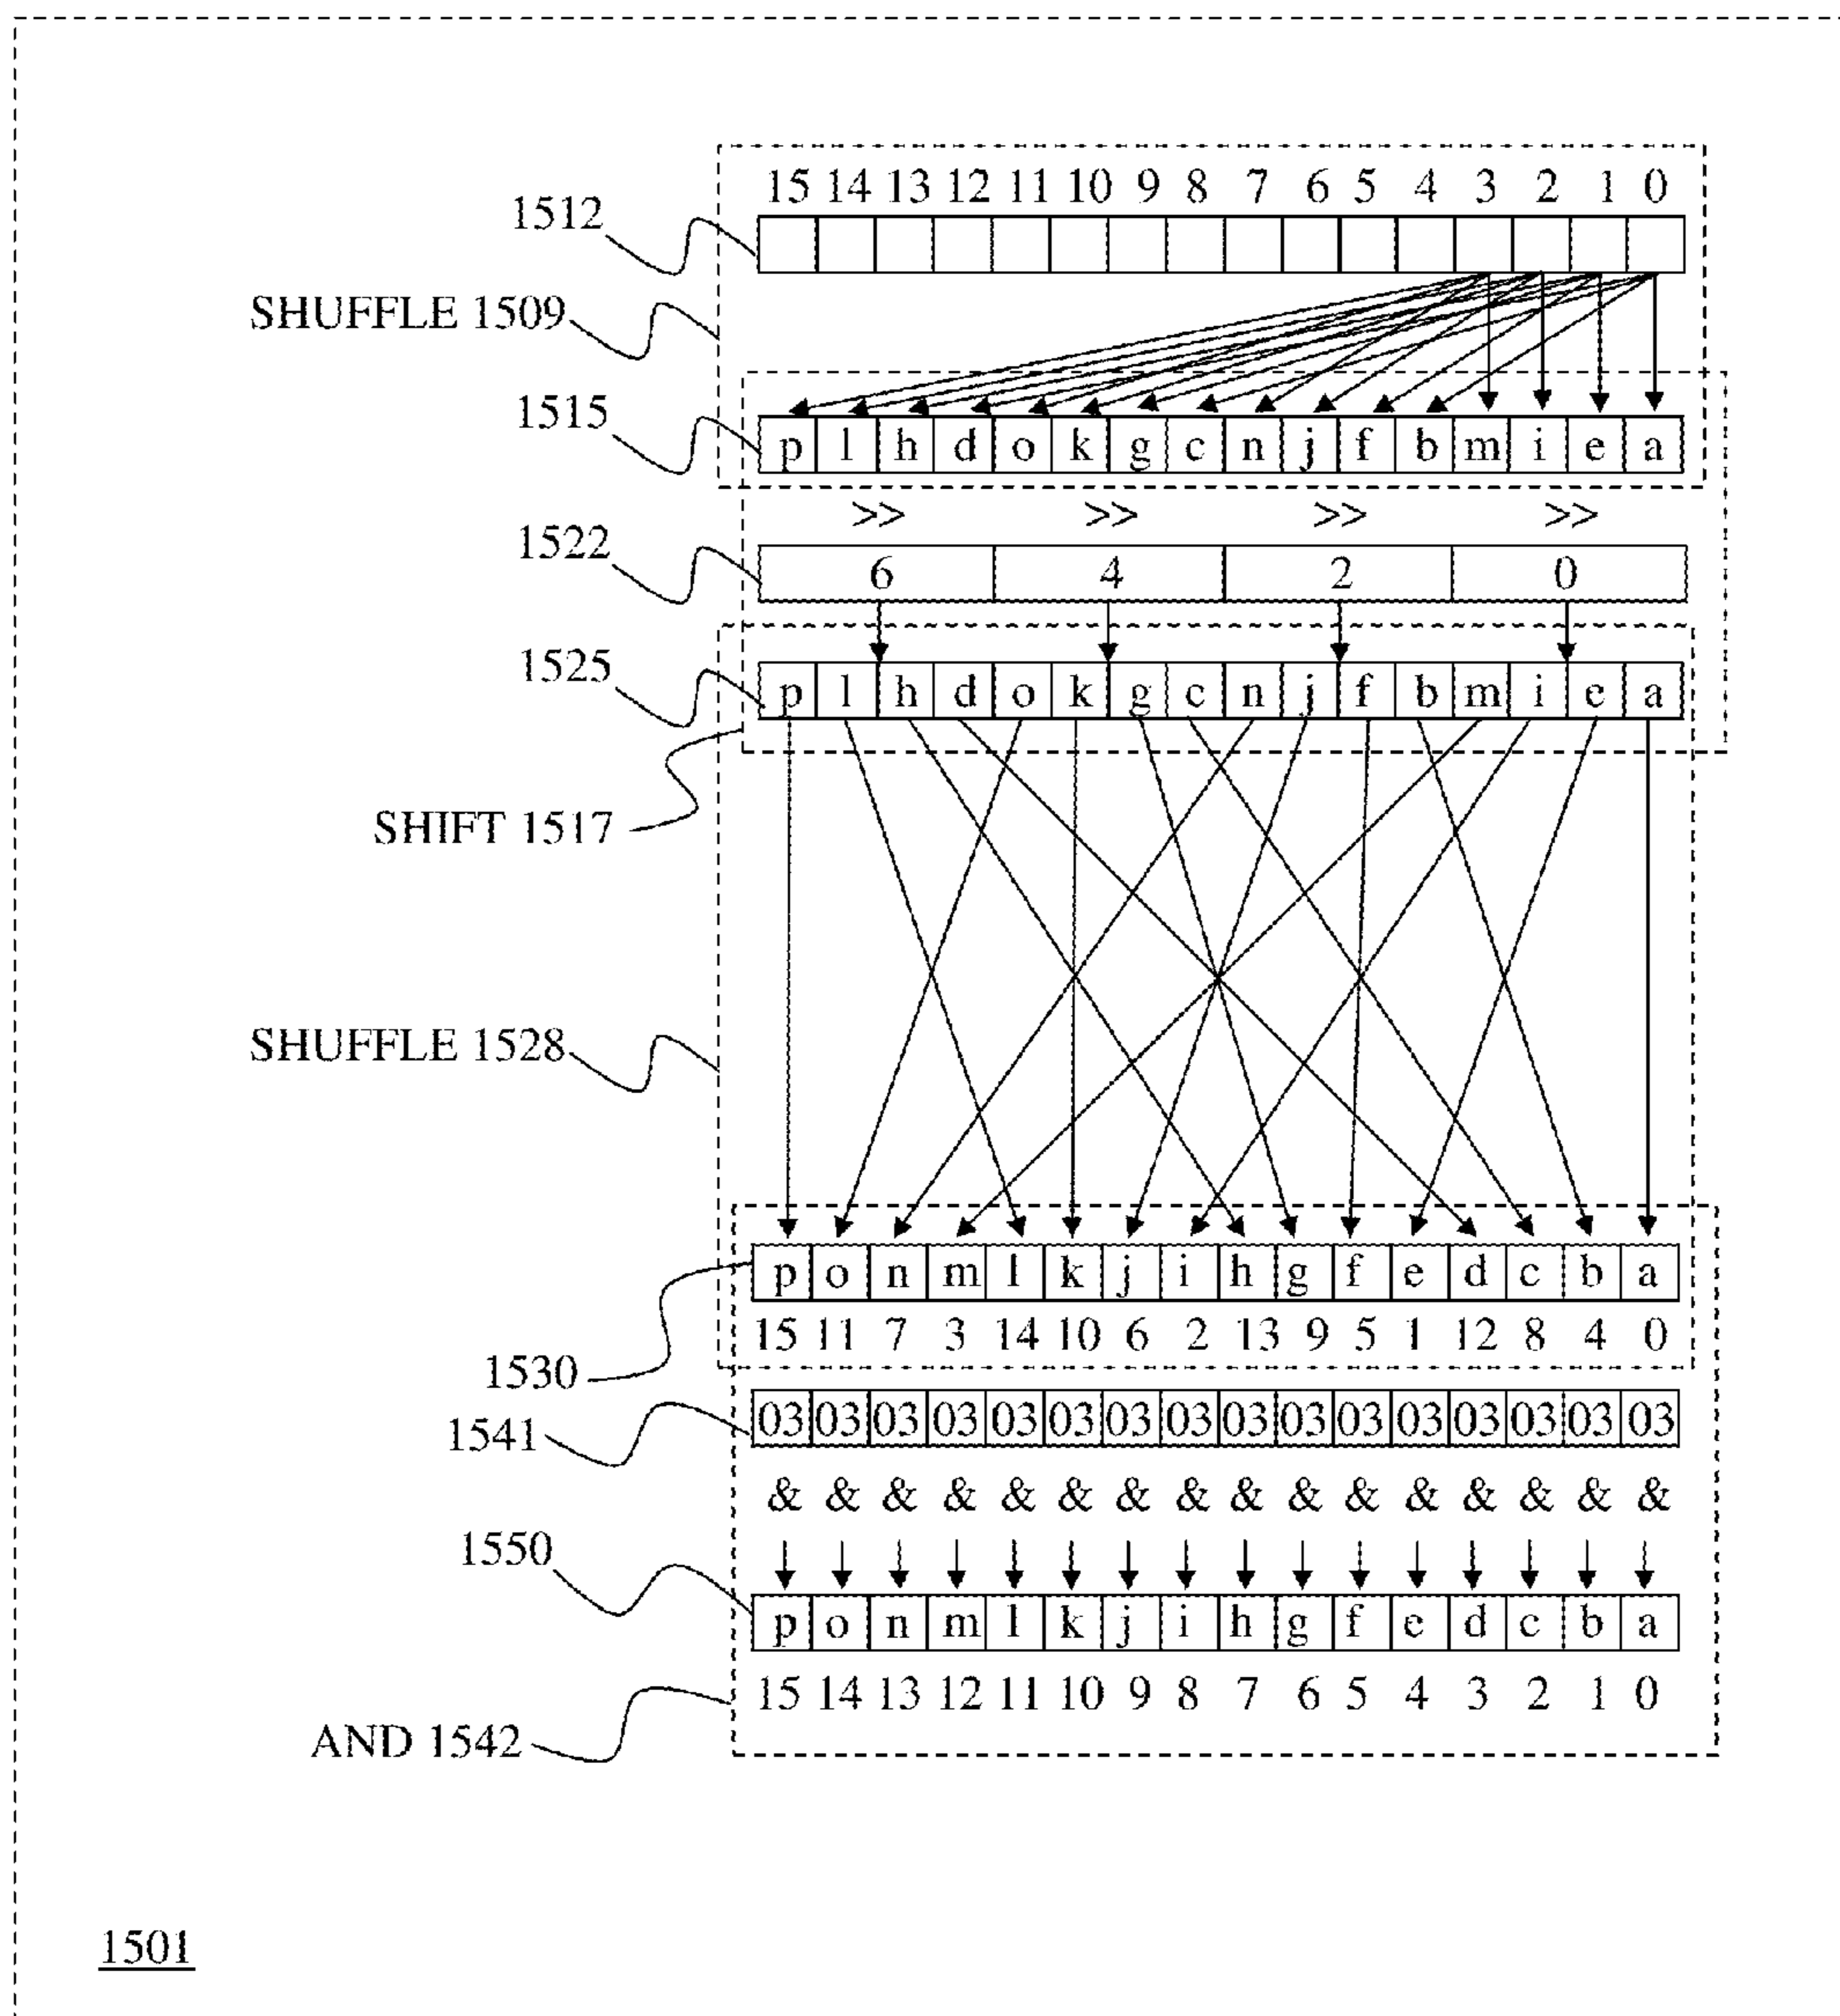 15 14 13 12 11 10 9 8 7 6 5 4 3 2 1 0
1512
SHUFFLE 1509
1515
p l h d o k g c n j f b m i e a
>> >> >> >>
1522
6 4 2 0
1525
p l h d o k g c n j f b m i e a
SHIFT 1517
SHUFFLE 1528
p o n m l k j i h g f e d c b a
15 11 7 3 14 10 6 2 13 9 5 1 12 8 4 0
1530
03 03 03 03 03 03 03 03 03 03 03 03 03 03 03 03
1541
& & & & & & & & & & & & & & & &
1550
p o n m l k j i h g f e d c b a
15 14 13 12 11 10 9 8 7 6 5 4 3 2 1 0
AND 1542
1501